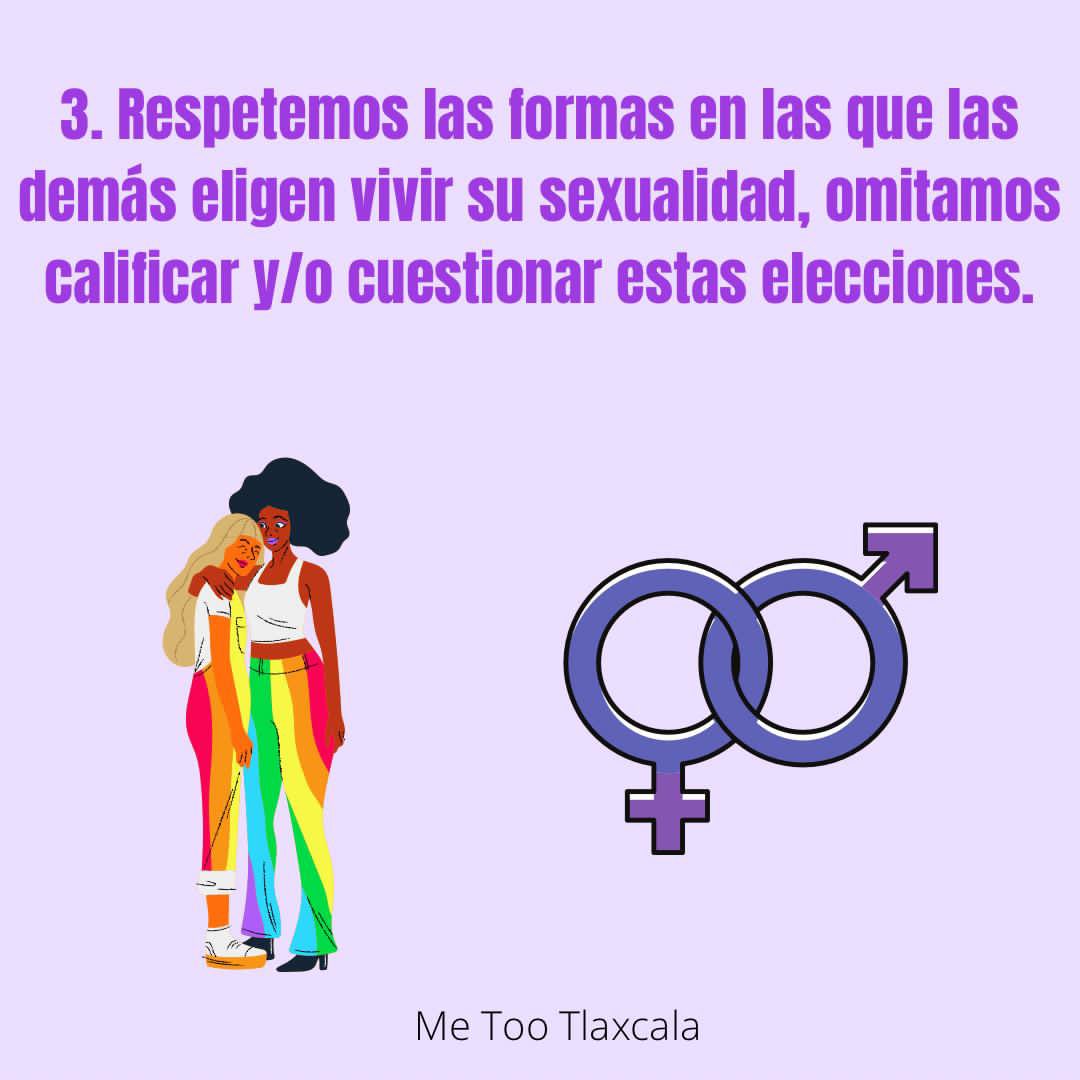 3. Respetemos las formas en las que las
demás eligen vivir su sexualidad, omitamos
calificar y/o cuestionar estas elecciones.
Me Too Tlaxcala